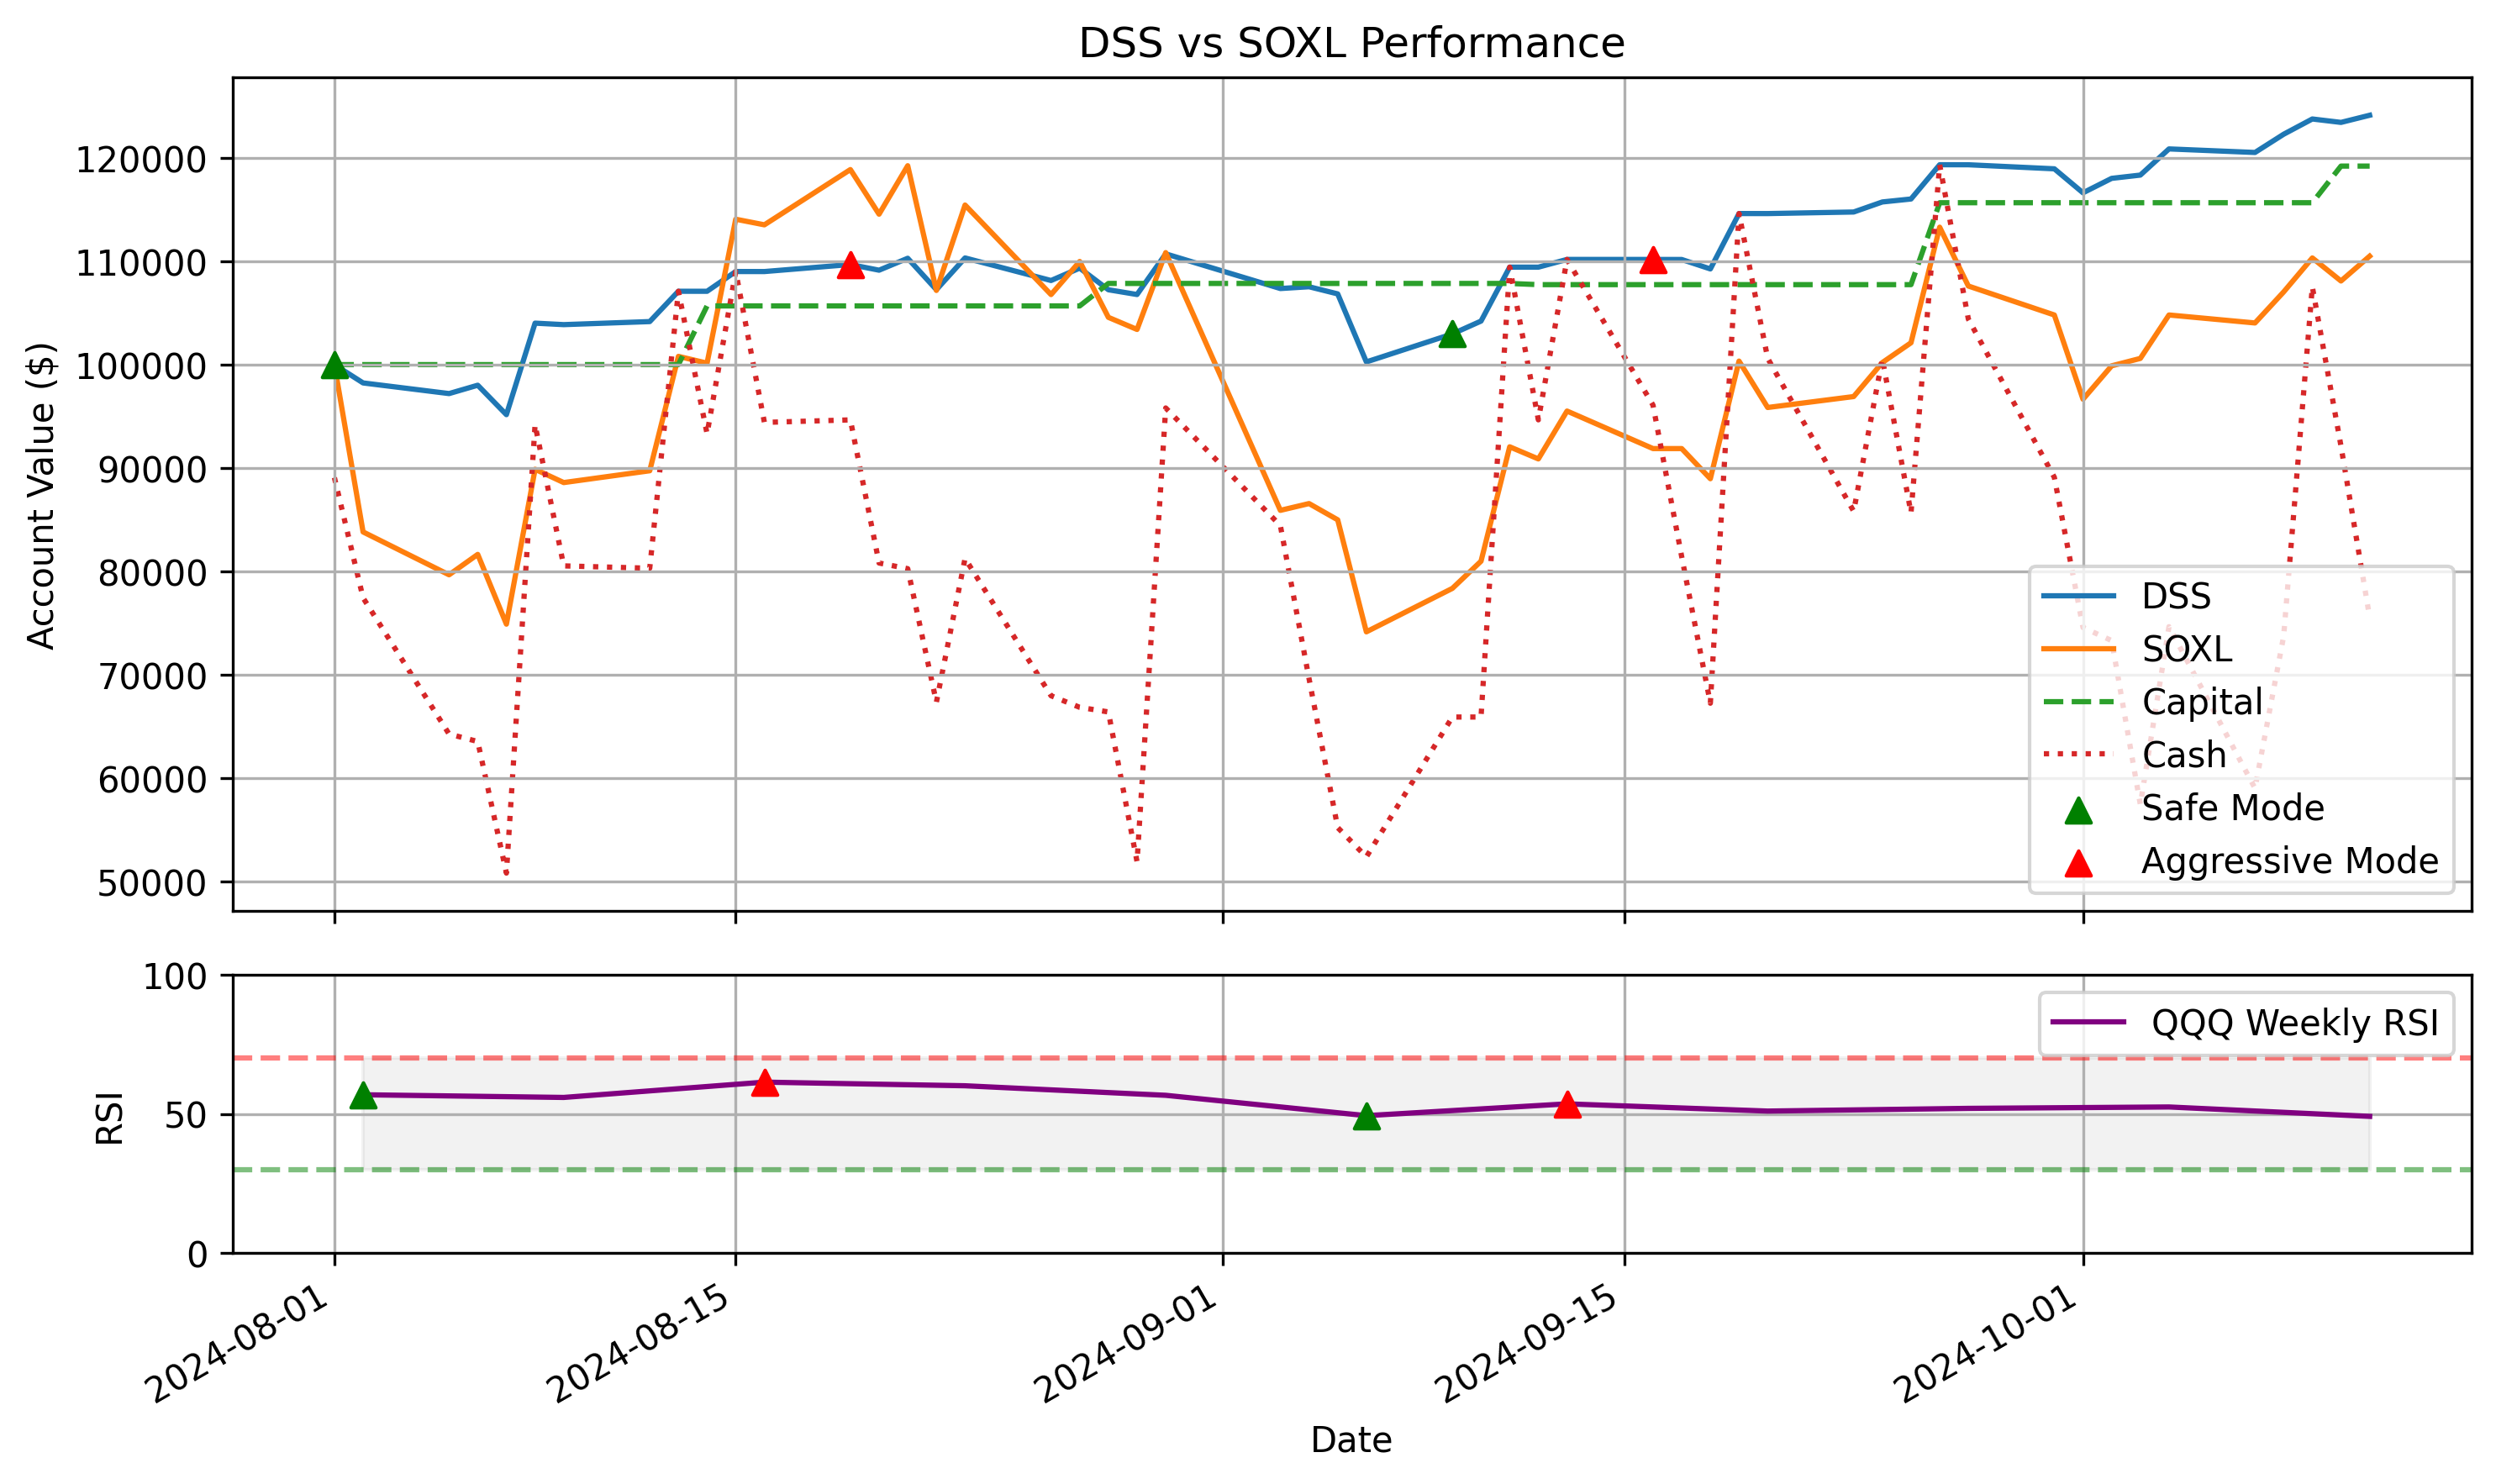 DSS vs SOXL Performance
Account Value ($)
120000
110000
100000
90000
80000
70000
60000
50000
DSS
SOXL
Capital
Cash
Safe Mode
Aggressive Mode
RSI
100
50
0
QQQ Weekly RSI
2024-08-01
2024-08-15
2024-09-01
2024-09-15
2024-10-01
Date